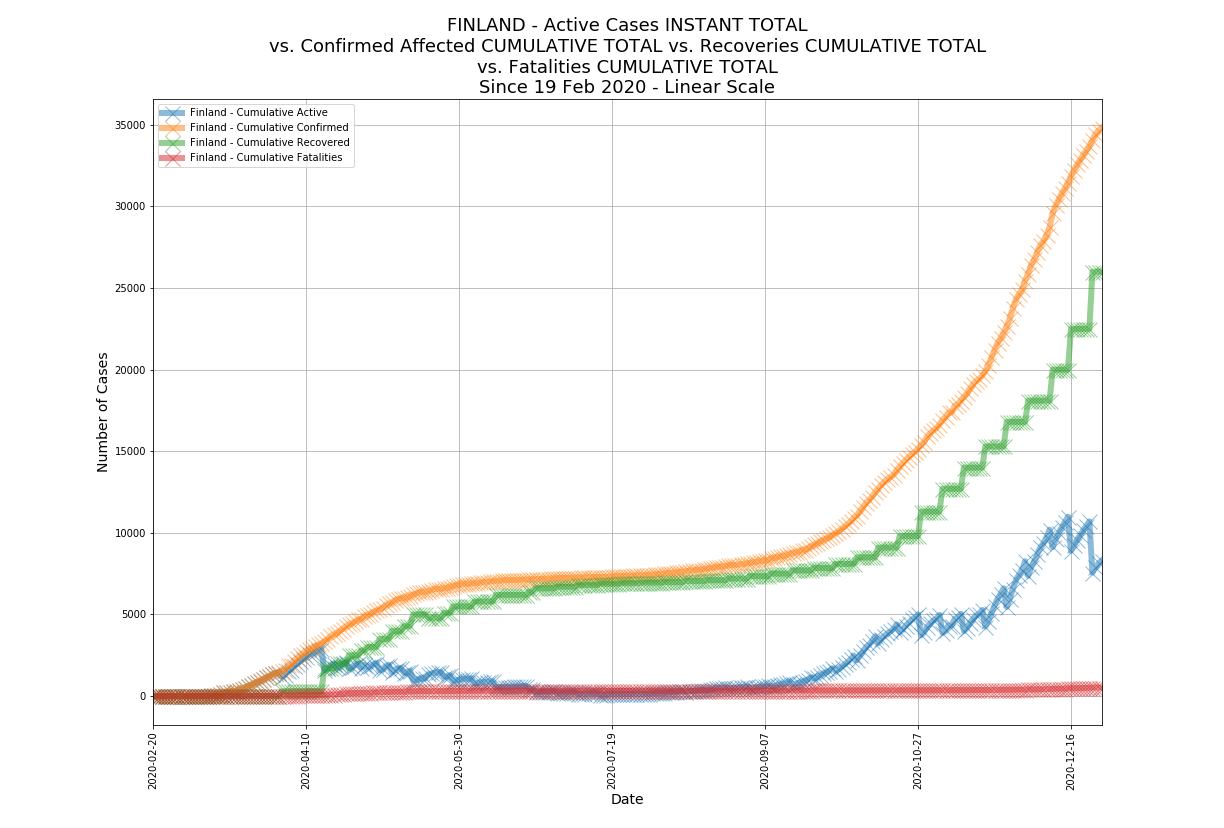 FINLAND - Active Cases INSTANT TOTAL
vs. Confirmed Affected CUMULATIVE TOTAL vs. Recoveries CUMULATIVE TOTAL
vs. Fatalities CUMULATIVE TOTAL
Since 19 Feb 2020 - Linear Scale
Finland - Cumulative Active
Finland - Cumulative Confirmed
Finland - Cumulative Recovered
Finland - Cumulative Fatalities
35000
30000
25000
20000
15000
10000
5000
0
Number of Cases
2020-02-20
2020-04-10
2020-05-30
2020-07-19
2020-09-07
2020-10-27
2020-12-16
Date